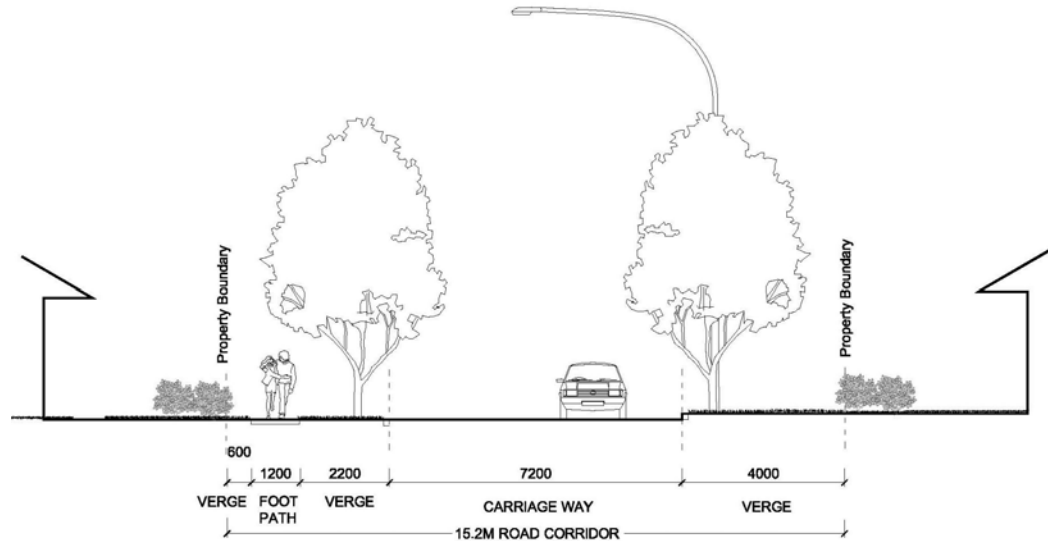 Property Boundary
Property Boundary
600
1200 2200 7200 4000
VERGE FOOT PATH VERGE CARRIAGE WAY VERGE
15.2M ROAD CORRIDOR